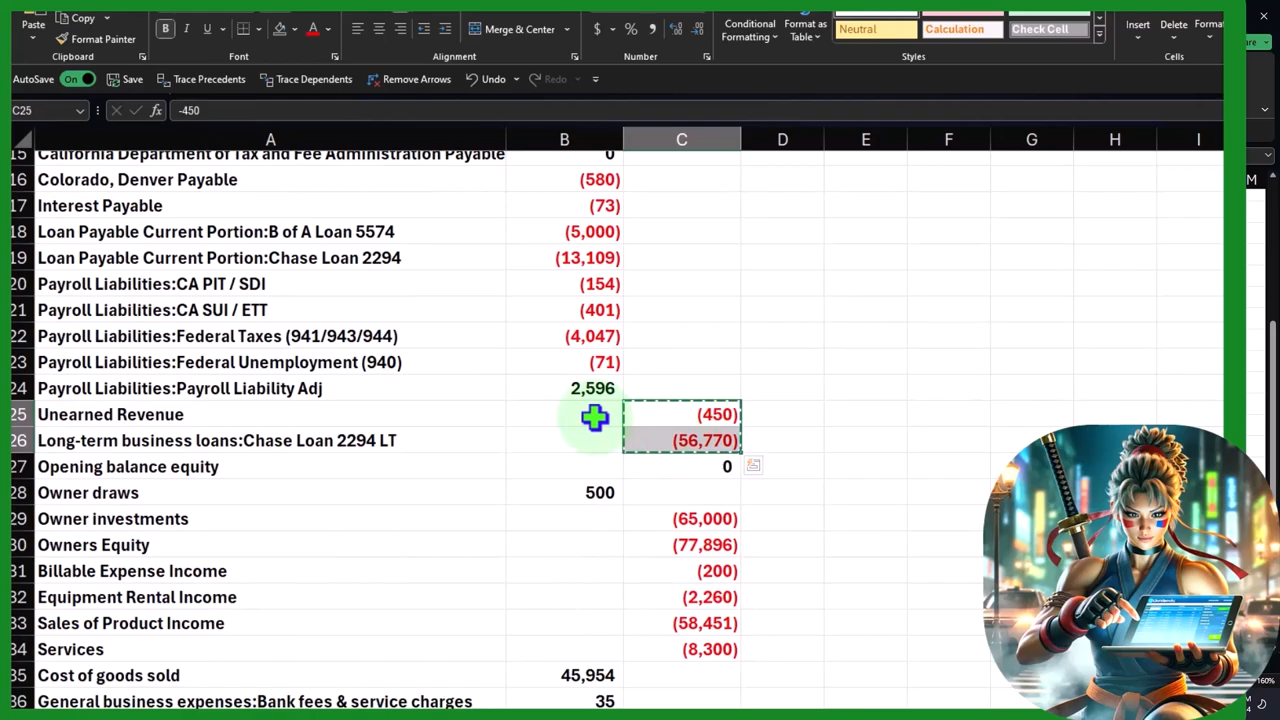 Paste
Copy
Format Painter
B
I
U
A
Merge & Center
$
%
,
Conditional
Formatting
Format as
Table
Neutral
Calculation
Check Cell
Insert
Delete
Clipboard
Font
Alignment
Number
Styles
Cells
AutoSave On Save Trace Precedents Trace Dependents Remove Arrows Undo Redo
C25 fx -450
A B C D E F G H I
15 California Department of Tax and Fee Administration Payable 0
16 Colorado, Denver Payable (580)
17 Interest Payable (73)
18 Loan Payable Current Portion:B of A Loan 5574 (5,000)
19 Loan Payable Current Portion:Chase Loan 2294 (13,109)
20 Payroll Liabilities:CA PIT / SDI (154)
21 Payroll Liabilities:CA SUI / ETT (401)
22 Payroll Liabilities:Federal Taxes (941/943/944) (4,047)
23 Payroll Liabilities:Federal Unemployment (940) (71)
24 Payroll Liabilities:Payroll Liability Adj 2,596
25 Unearned Revenue (450)
26 Long-term business loans:Chase Loan 2294 LT (56,770)
27 Opening balance equity 0
28 Owner draws 500
29 Owner investments (65,000)
30 Owners Equity (77,896)
31 Billable Expense Income (200)
32 Equipment Rental Income (2,260)
33 Sales of Product Income (58,451)
34 Services (8,300)
35 Cost of goods sold 45,954
36 General business expenses:Bank fees & service charges 35
M
160%